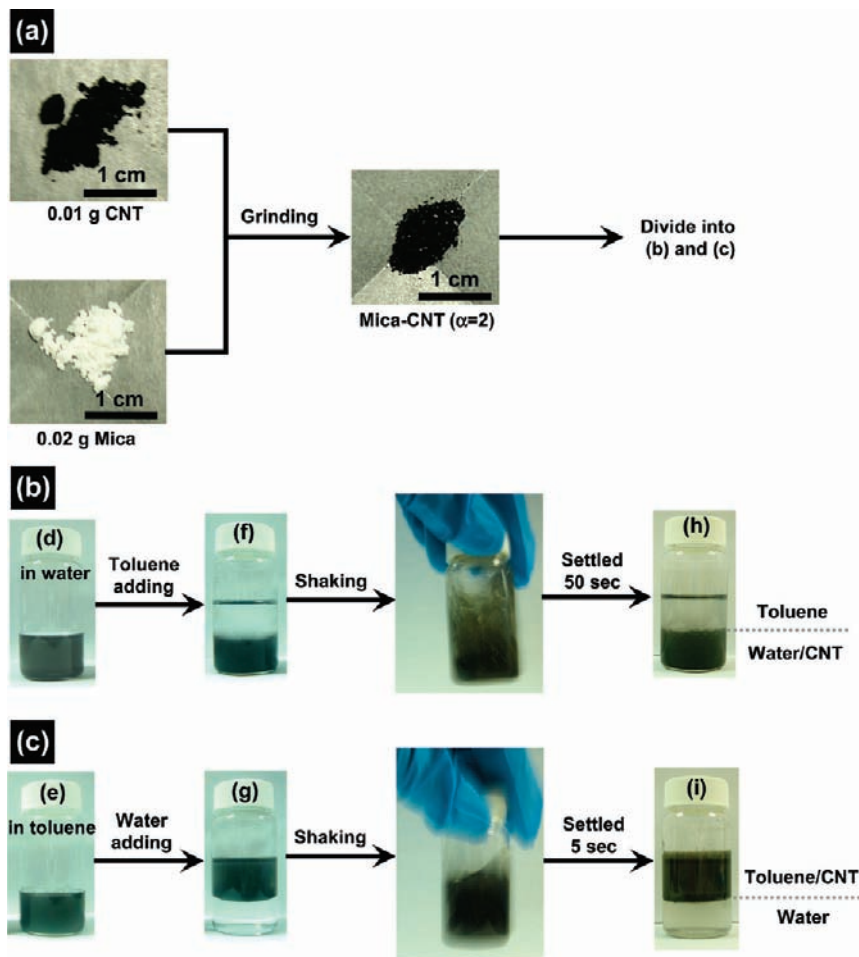 (a)
1 cm
0.01 g CNT
Grinding
1 cm
Mica-CNT (α=2)
Divide into
(b) and (c)
1 cm
0.02 g Mica
(b)
(d)
in water
Toluene
adding
(f)
Shaking
Settled
50 sec
(h)
Toluene
Water/CNT
(c)
(e)
in toluene
Water
adding
(g)
Shaking
Settled
5 sec
(i)
Toluene/CNT
Water